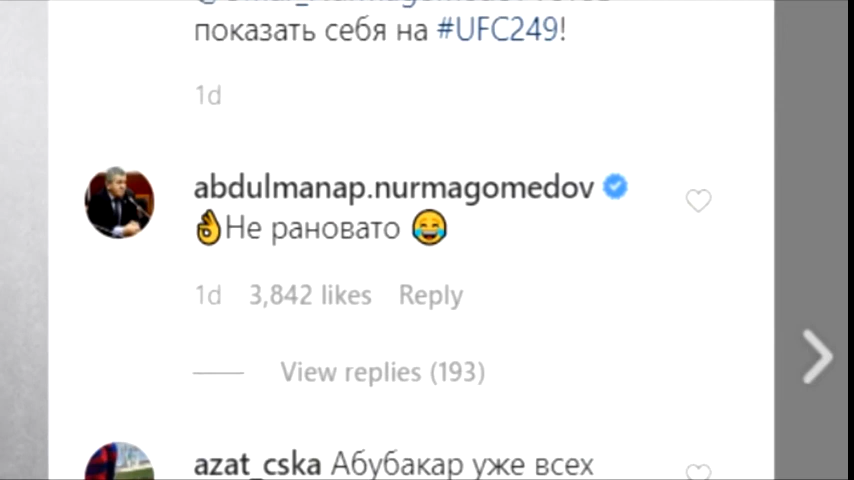 показать себя на #UFC249!
1d
abdulmanap.nurmagomedov
👌Не рановато 😂
1d 3,842 likes Reply
View replies (193)
azat_cska Абубакар уже всех